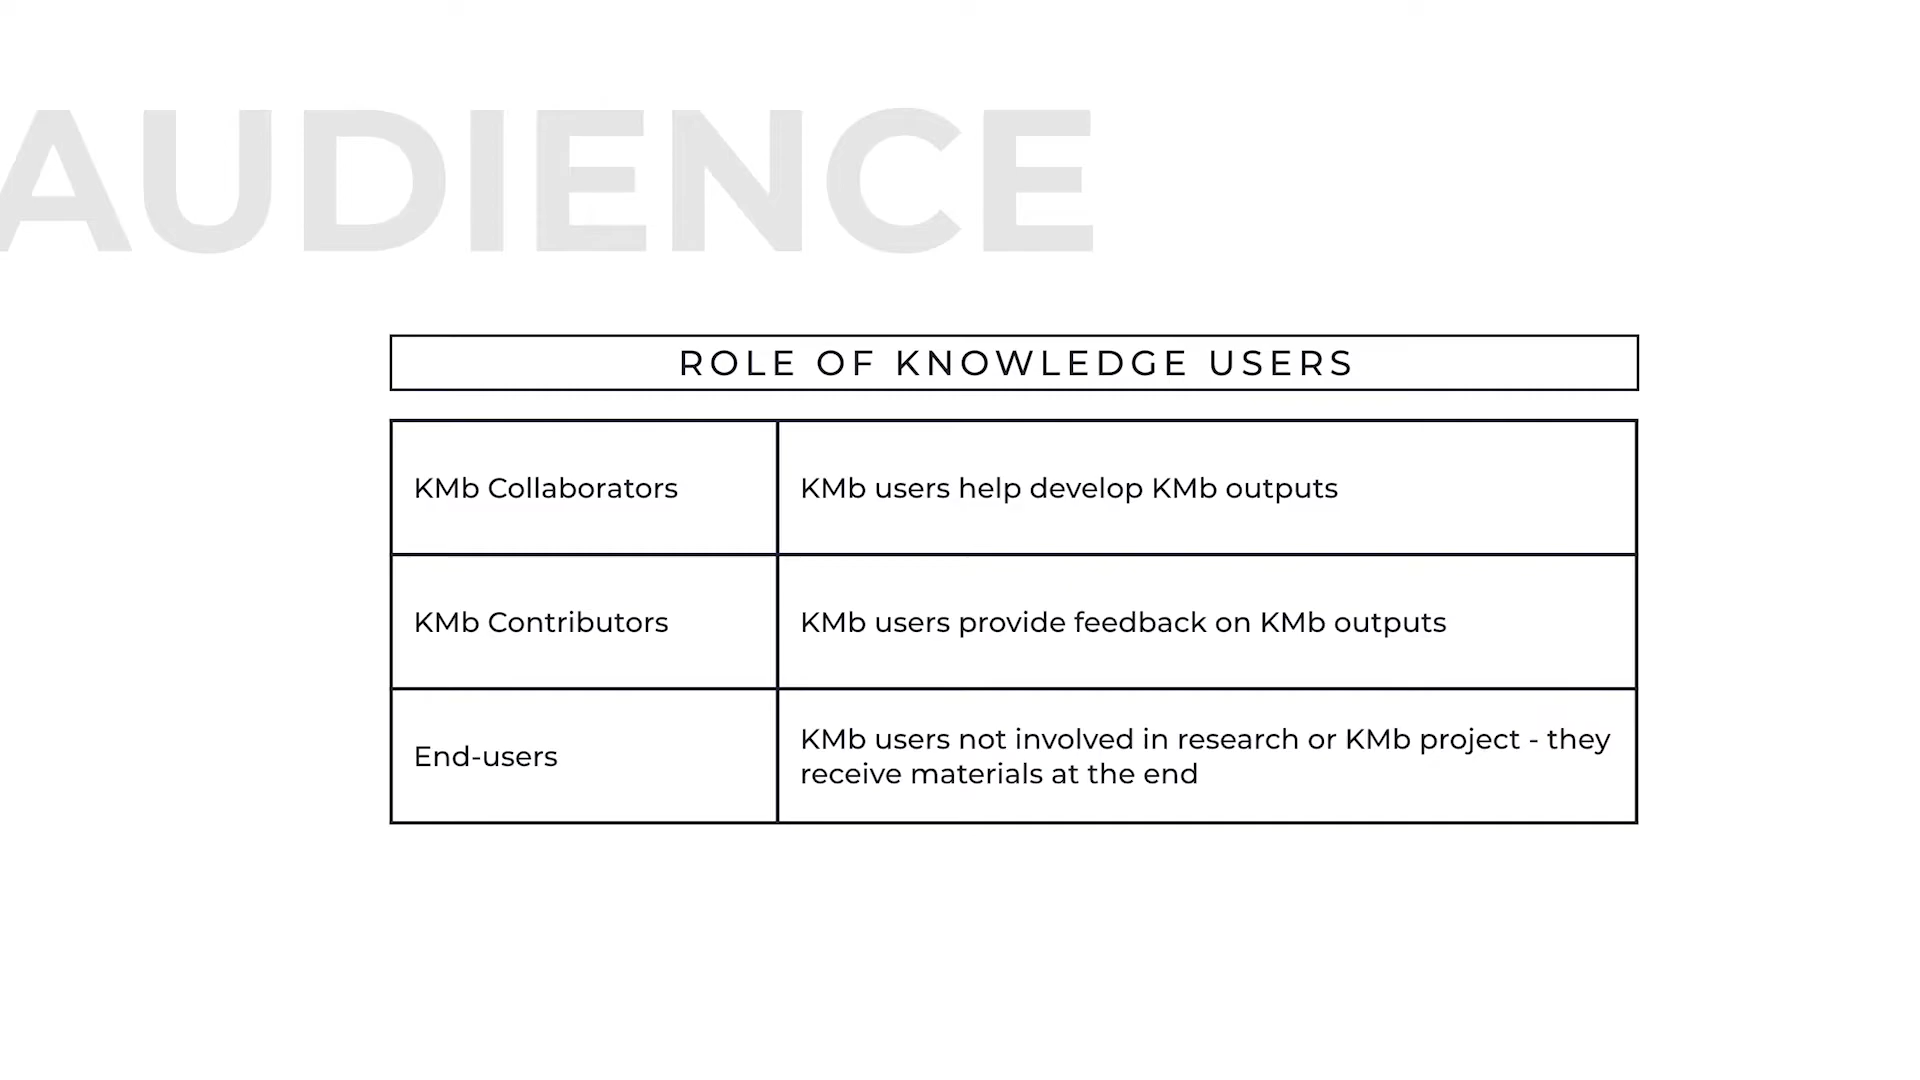 AUDIENCE
ROLE OF KNOWLEDGE USERS
KMb Collaborators
KMb users help develop KMb outputs
KMb Contributors
KMb users provide feedback on KMb outputs
End-users
KMb users not involved in research or KMb project - they
receive materials at the end